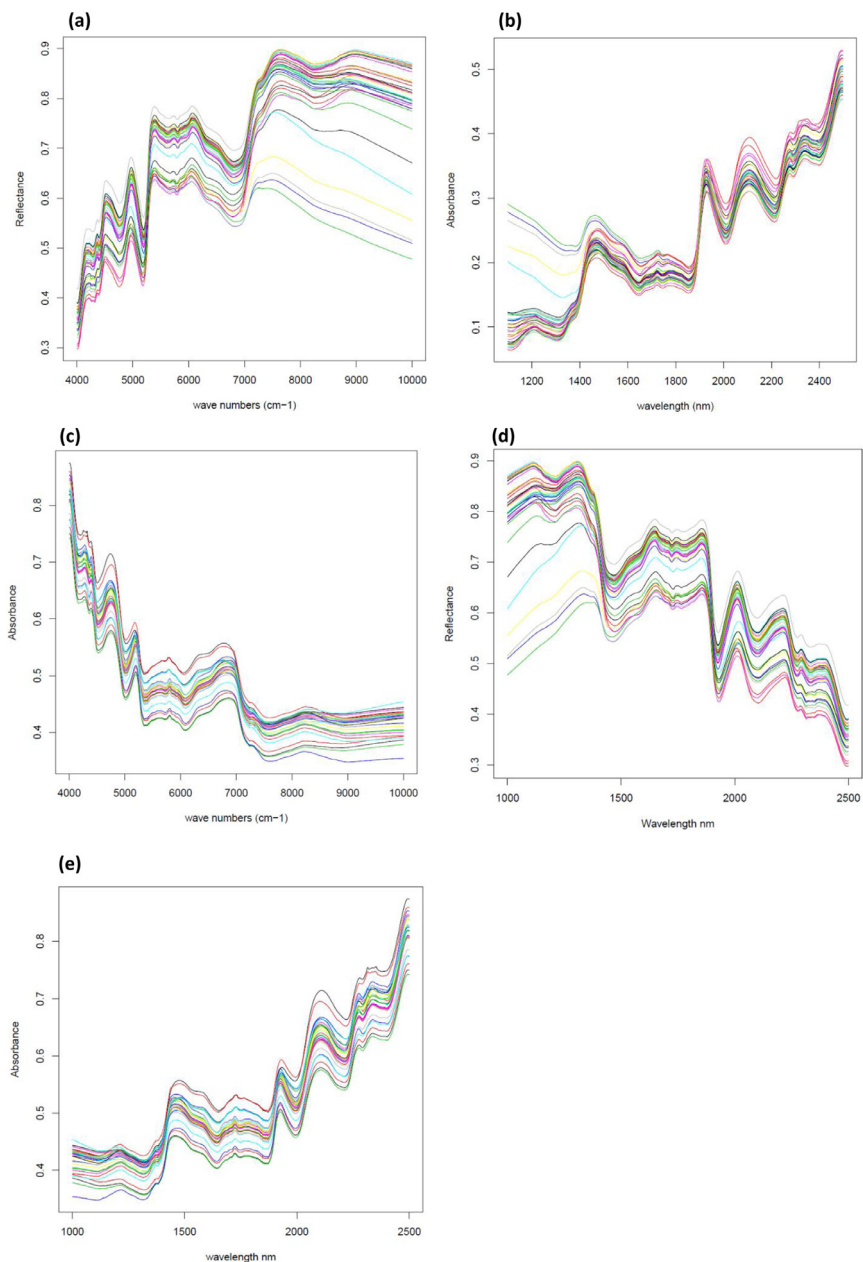 (a)
0.9
0.8
0.7
0.6
0.5
0.4
0.3
Reflectance
4000 5000 6000 7000 8000 9000 10000
wave numbers (cm−1)
(b)
0.5
0.4
0.3
0.2
0.1
Absorbance
1200 1400 1600 1800 2000 2200 2400
wavelength (nm)
(c)
0.8
0.7
0.6
0.5
0.4
Absorbance
4000 5000 6000 7000 8000 9000 10000
wave numbers (cm−1)
(d)
0.9
0.8
0.7
0.6
0.5
0.4
0.3
Reflectance
1000 1500 2000 2500
Wavelength nm
(e)
0.8
0.7
0.6
0.5
0.4
Absorbance
1000 1500 2000 2500
wavelength nm